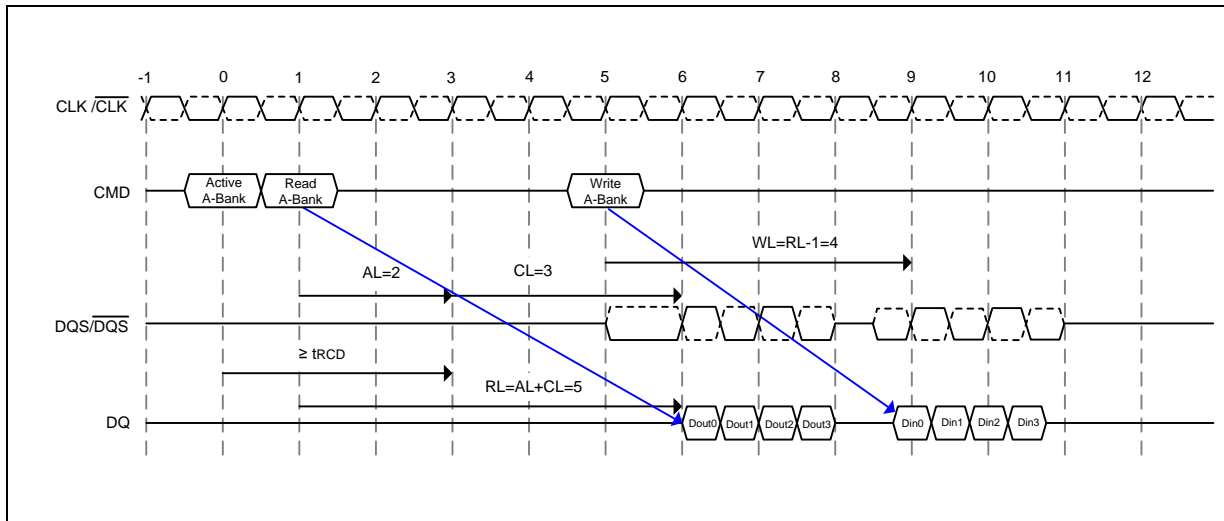 -1 0 1 2 3 4 5 6 7 8 9 10 11 12
CLK /CLK
CMD
Active
A-Bank
Read
A-Bank
Write
A-Bank
WL=RL-1=4
AL=2
CL=3
DQS/DQS
≥ tRCD
RL=AL+CL=5
DQ
Dout0 Dout1 Dout2 Dout3
Din0 Din1 Din2 Din3